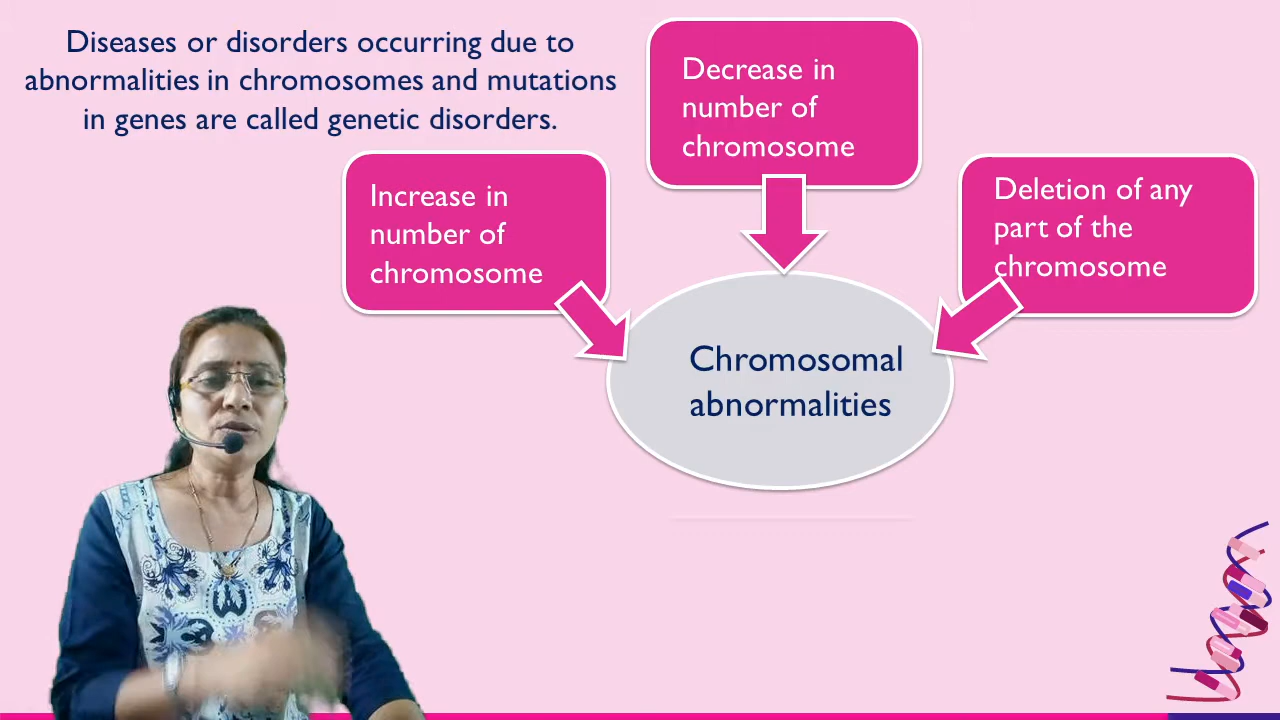 Diseases or disorders occurring due to
abnormalities in chromosomes and mutations
in genes are called genetic disorders.
Decrease in
number of
chromosome
Increase in
number of
chromosome
Deletion of any
part of the
chromosome
Chromosomal
abnormalities